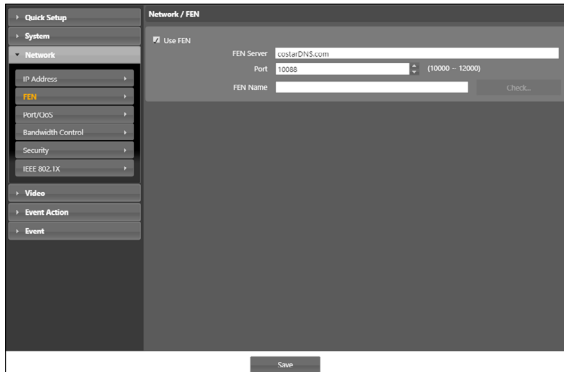 Quick Setup
System
Network
IP Address
FEN
Port/QoS
Bandwidth Control
Security
IEEE 802.1X
Video
Event Action
Event
Network / FEN
Use FEN
FEN Server costarDNS.com
Port 10088 (10000 ~ 12000)
FEN Name Check...
Save